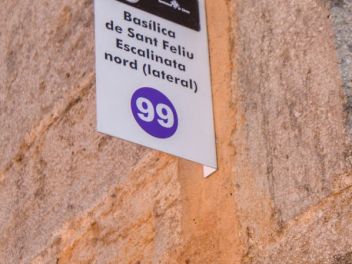 Basílica
de Sant Feliu
Escalinata
nord (lateral)
99